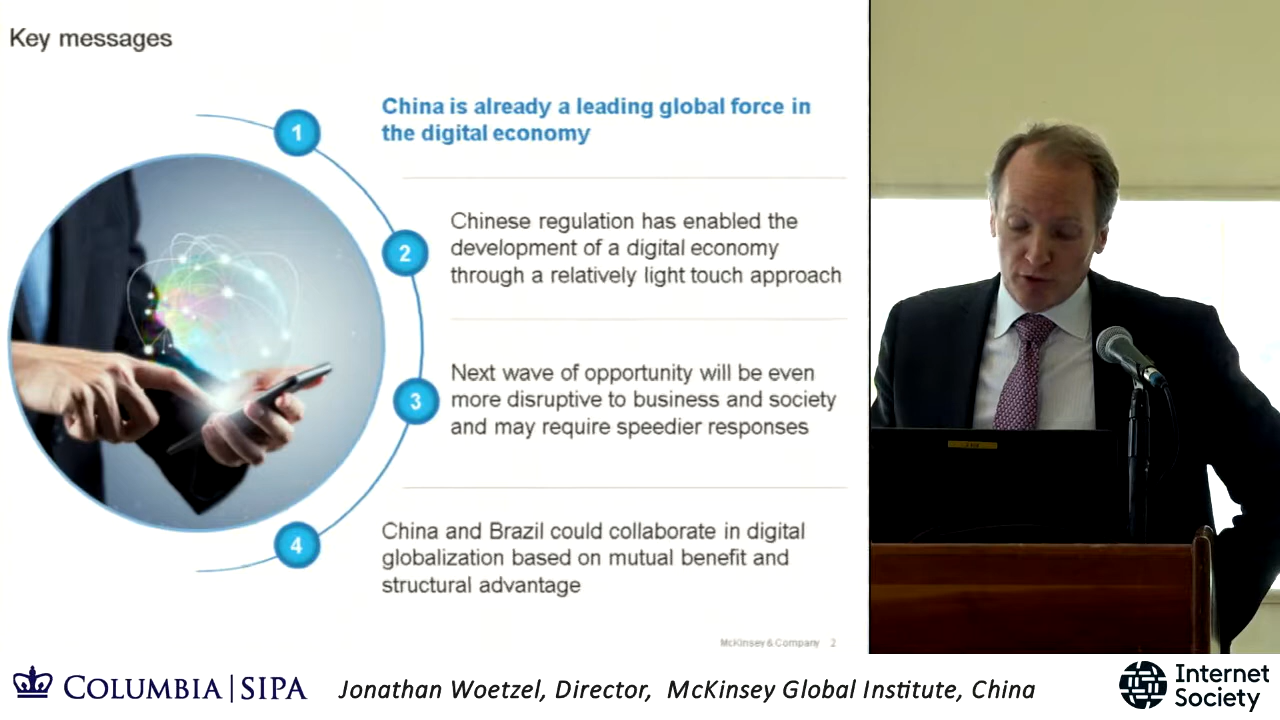 Key messages
1
China is already a leading global force in
the digital economy
2
Chinese regulation has enabled the
development of a digital economy
through a relatively light touch approach
3
Next wave of opportunity will be even
more disruptive to business and society
and may require speedier responses
4
China and Brazil could collaborate in digital
globalization based on mutual benefit and
structural advantage
McKinsey & Company 2
COLUMBIA | SIPA
Jonathan Woetzel, Director, McKinsey Global Institute, China
Internet
Society